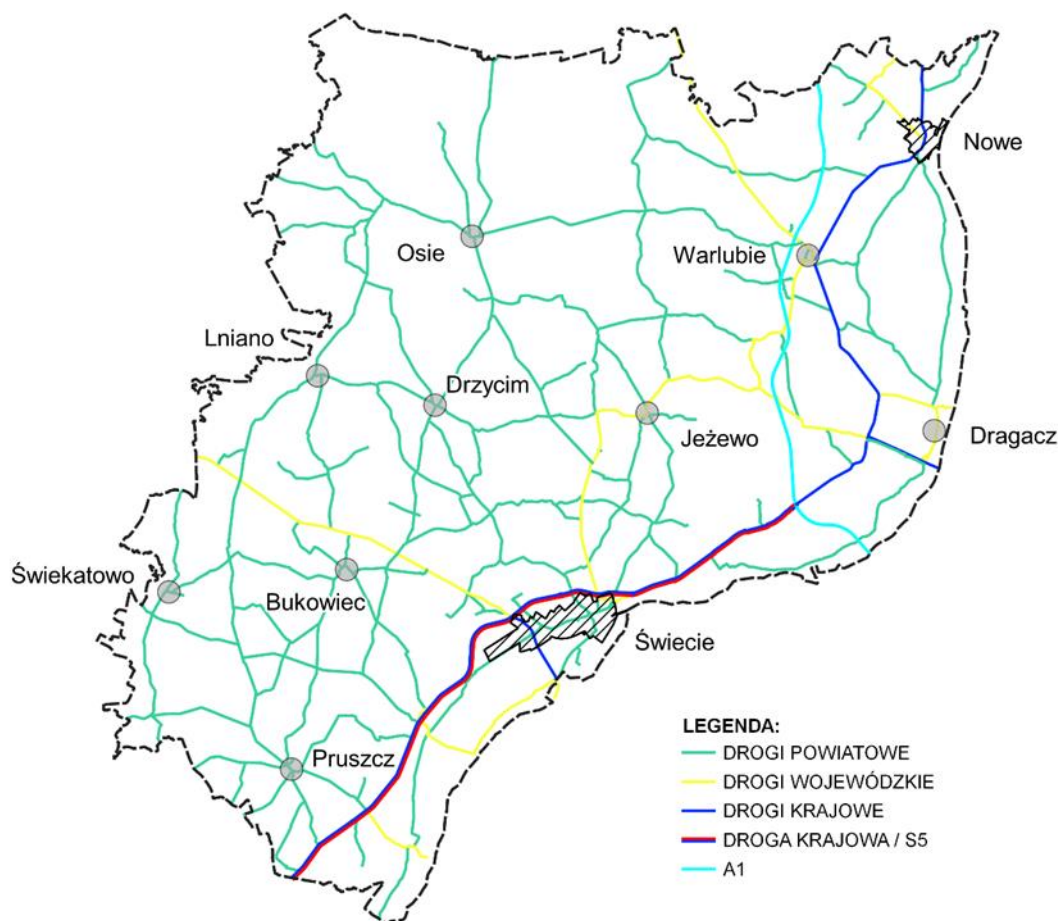 Nowe
Osie
Warlubie
Lniano
Drzycim
Jeżewo
Dragacz
Świekatowo
Bukowiec
Świecie
Pruszcz
LEGENDA:
DROGI POWIATOWE
DROGI WOJEWÓDZKIE
DROGI KRAJOWE
DROGA KRAJOWA / S5
A1